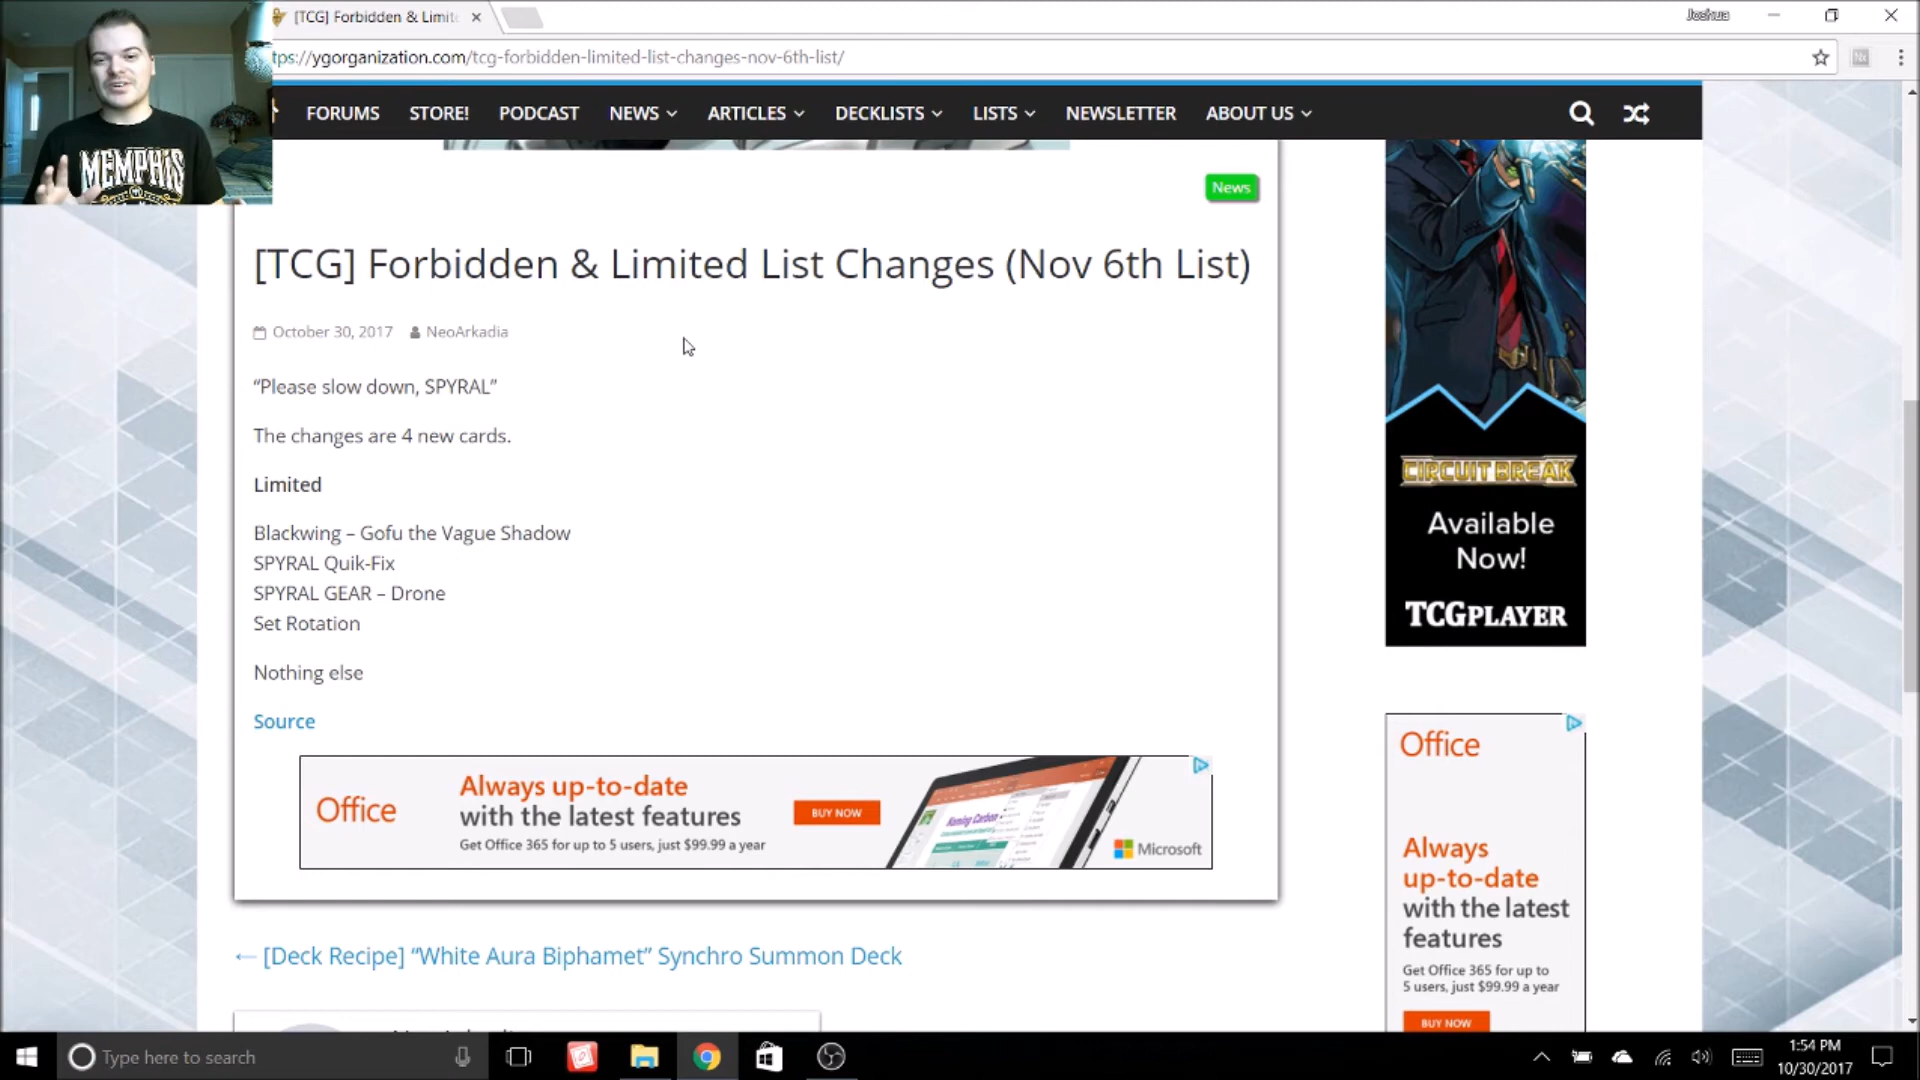 [TCG] Forbidden & Limit
Joshua
tps://ygorganization.com/tcg-forbidden-limited-list-changes-nov-6th-list/
FORUMS STORE! PODCAST NEWS ARTICLES DECKLISTS LISTS NEWSLETTER ABOUT US
MEMPHIS
News
[TCG] Forbidden & Limited List Changes (Nov 6th List)
October 30, 2017 NeoArkadia
“Please slow down, SPYRAL”
The changes are 4 new cards.
Limited
Blackwing – Gofu the Vague Shadow
SPYRAL Quik-Fix
SPYRAL GEAR – Drone
Set Rotation
Nothing else
Source
Office
Always up-to-date
with the latest features
Get Office 365 for up to 5 users, just $99.99 a year
BUY NOW
Microsoft
← [Deck Recipe] “White Aura Biphamet” Synchro Summon Deck
CIRCUIT BREAK
Available
Now!
TCGPLAYER
Office
Always
up-to-date
with the latest
features
Get Office 365 for up to
5 users, just $99.99 a year
BUY NOW
Type here to search
1:54 PM
10/30/2017